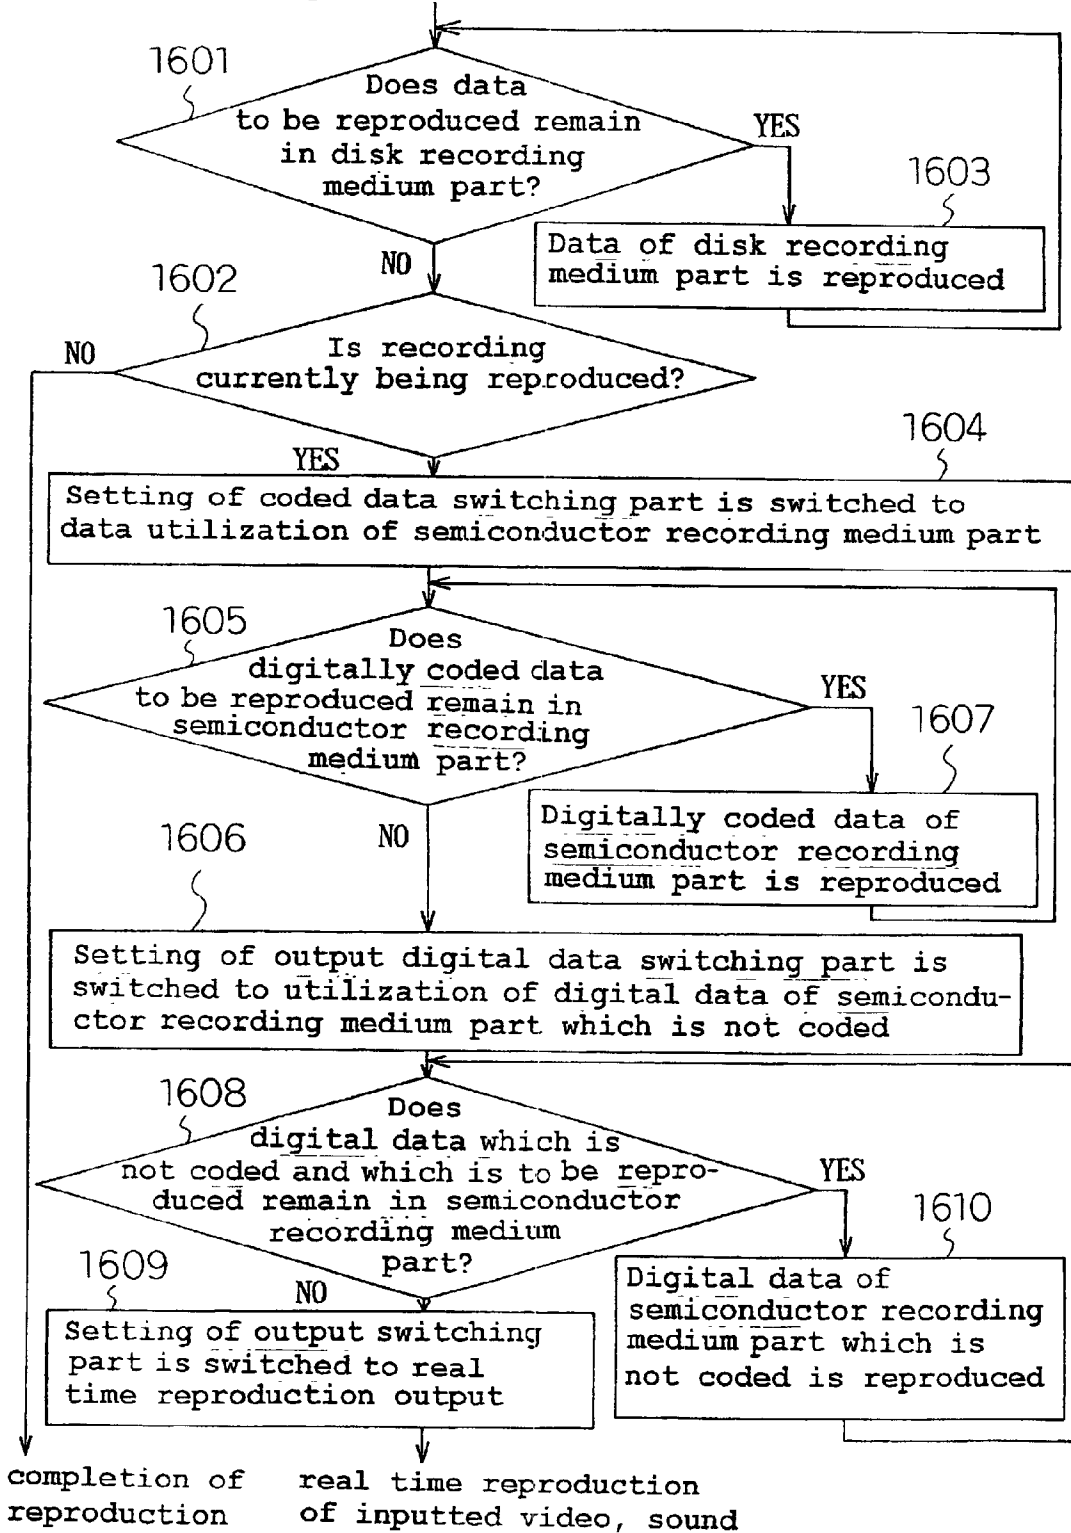 1601
Does data
to be reproduced remain
in disk recording
medium part?
YES
1603
Data of disk recording
medium part is reproduced
NO
1602
Is recording
currently being reproduced?
NO
YES
1604
Setting of coded data switching part is switched to
data utilization of semiconductor recording medium part
1605
Does
digitally coded data
to be reproduced remain in
semiconductor recording
medium part?
YES
1607
Digitally coded data of
semiconductor recording
medium part is reproduced
NO
1606
Setting of output digital data switching part is
switched to utilization of digital data of semicondu-
ctor recording medium part which is not coded
1608
Does
digital data which is
not coded and which is to be repro-
duced remain in semiconductor
recording medium
part?
YES
1610
Digital data of
semiconductor recording
medium part which is
not coded is reproduced
1609
NO
Setting of output switching
part is switched to real
time reproduction output
completion of
reproduction
real time reproduction
of inputted video, sound